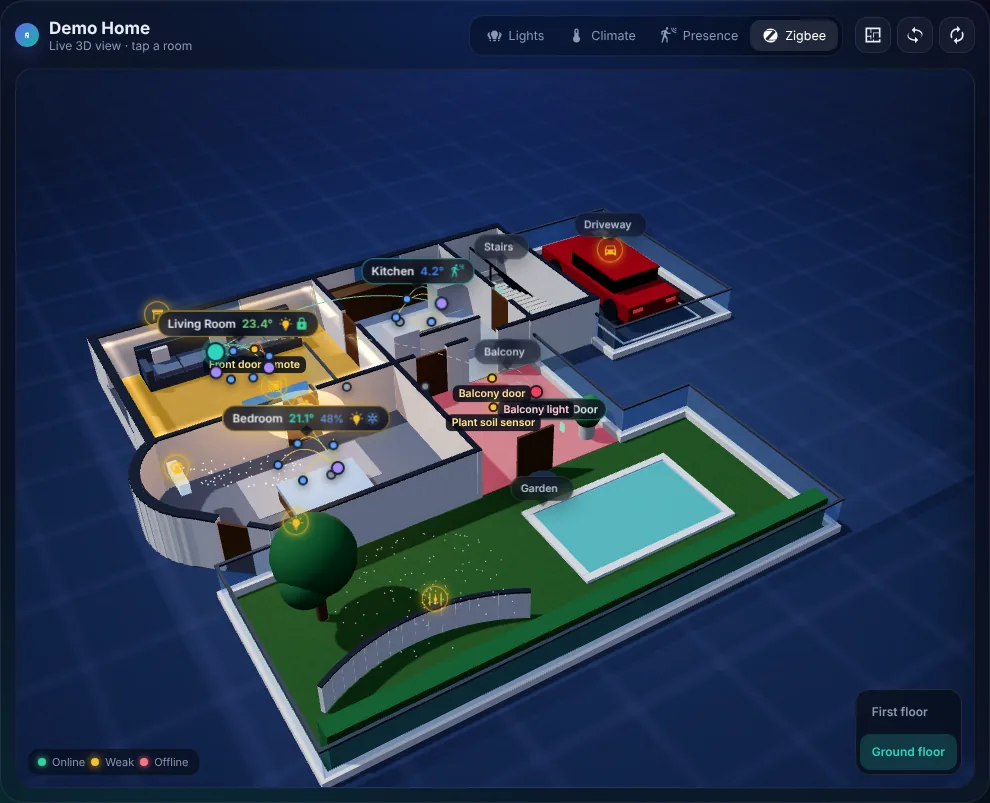 Demo Home
Live 3D view · tap a room
Lights
Climate
Presence
Zigbee
Driveway
Stairs
Kitchen 4.2°
Living Room 23.4°
Front door
mote
Balcony
Balcony door
Balcony light
Door
Plant soil sensor
Bedroom 21.1° 48%
Garden
First floor
Ground floor
Online
Weak
Offline